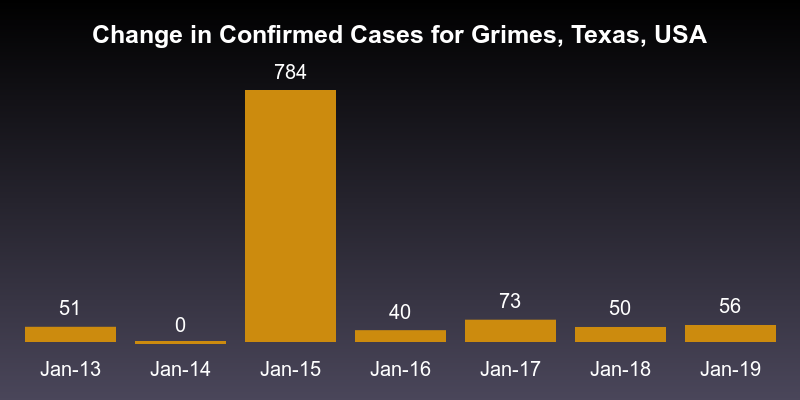 Change in Confirmed Cases for Grimes, Texas, USA
784
51
0
40
73
50
56
Jan-13
Jan-14
Jan-15
Jan-16
Jan-17
Jan-18
Jan-19